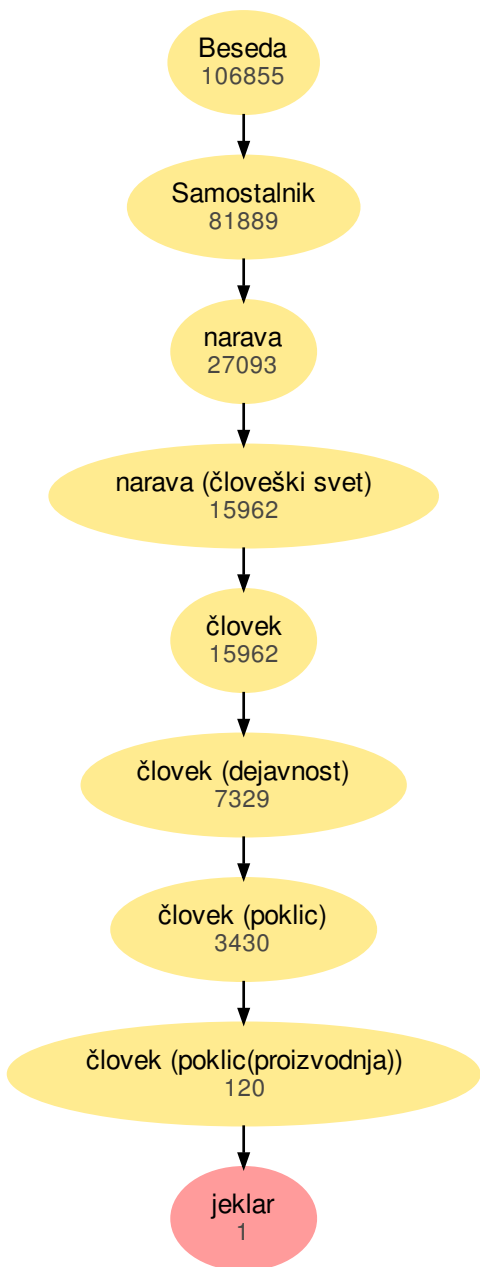 Beseda
106855
Samostalnik
81889
narava
27093
narava (človeški svet)
15962
človek
15962
človek (dejavnost)
7329
človek (poklic)
3430
človek (poklic(proizvodnja))
120
jeklar
1